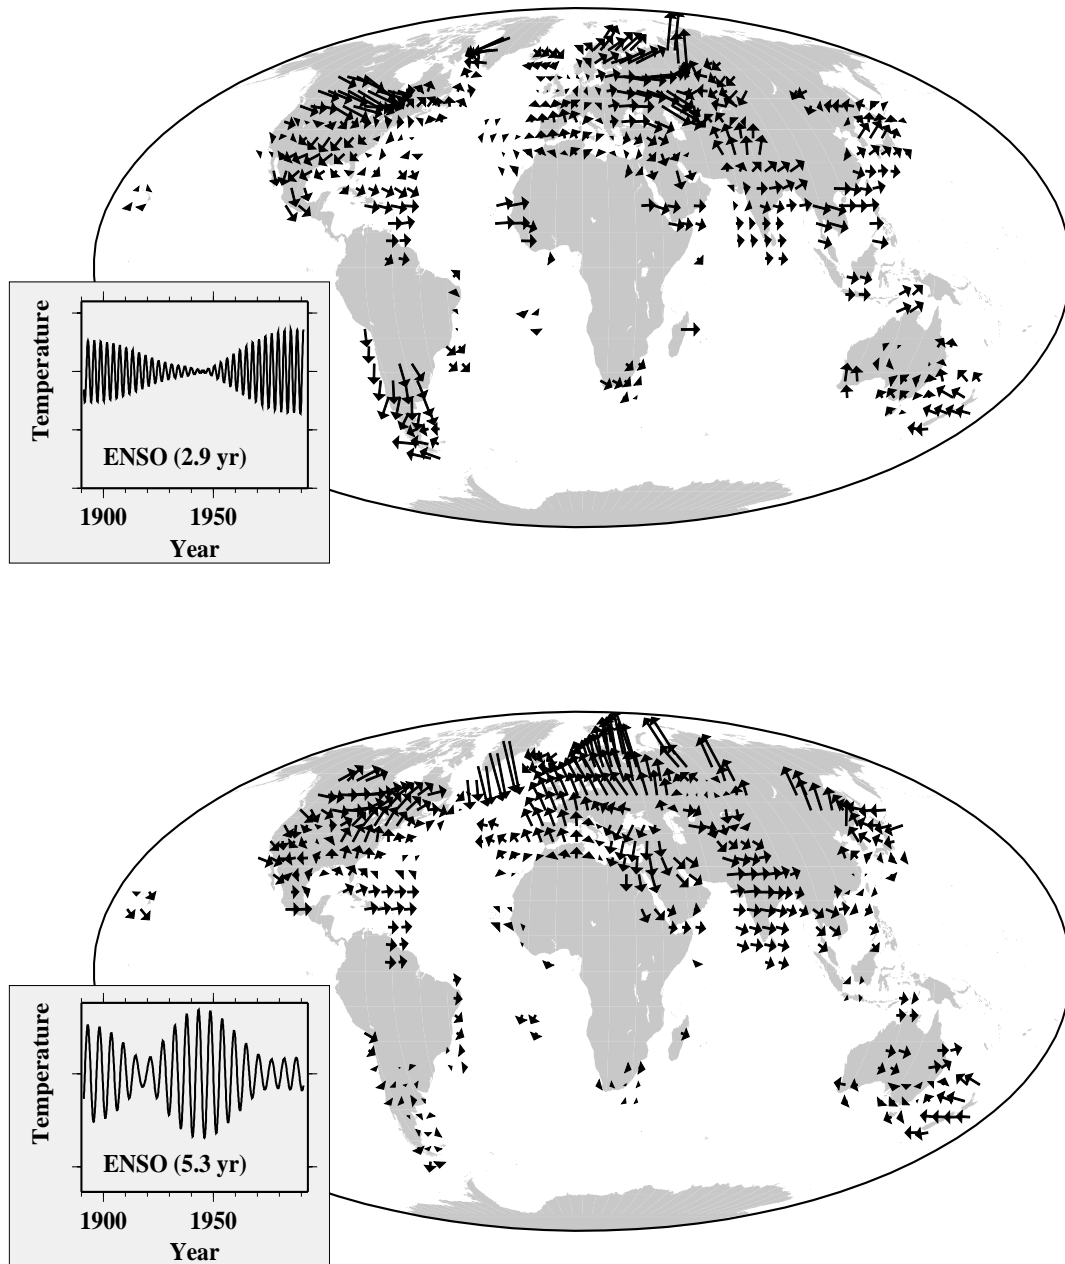 Temperature
ENSO (2.9 yr)
1900 1950
Year
Temperature
ENSO (5.3 yr)
1900 1950
Year